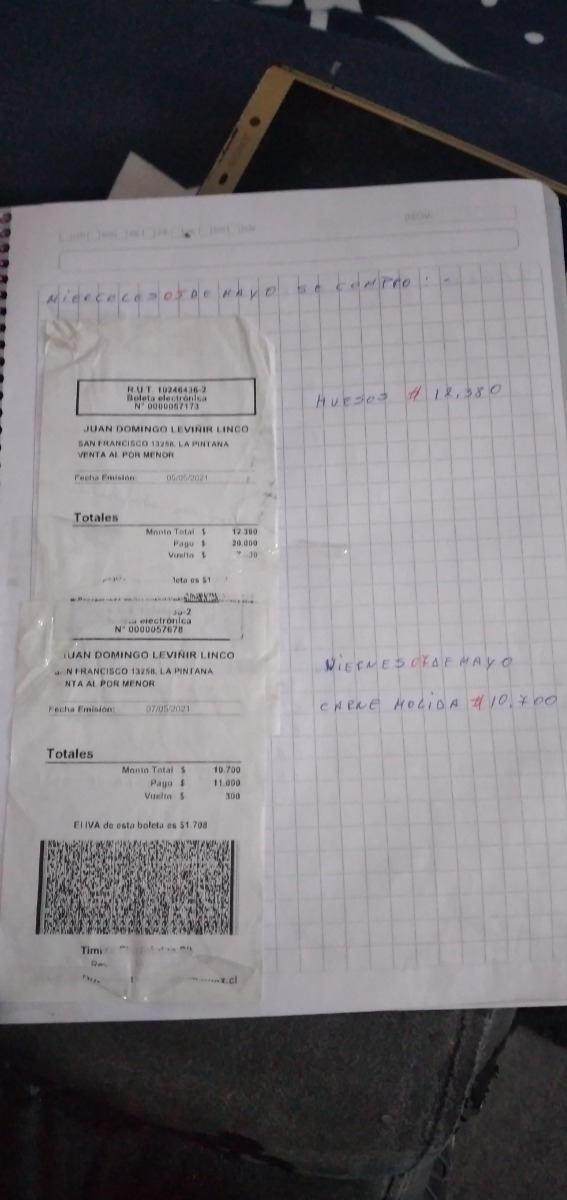 MIERCOLES 05 DE MAYO SE COMPRO :-
R.U.T. 10246436-2
Boleta electrónica
N° 0000057173
JUAN DOMINGO LEVIÑIR LINCO
SAN FRANCISCO 13258, LA PINTANA
VENTA AL POR MENOR
Fecha Emision: 05/05/2021
Totales
Monto Total $ 12.380
Pago $ 20.000
Vuelto $
HUESOS $ 12.380
electrónica
N° 0000057678
JUAN DOMINGO LEVIÑIR LINCO
FRANCISCO 13258, LA PINTANA
NTA AL POR MENOR
Fecha Emision: 07/05/2021
Totales
Monto Total $ 10.700
Pago $ 11.000
Vuelto $ 300
El IVA de esta boleta es $1.708
VIERNES 07 DE MAYO
CARNE MOLIDA $ 10.700